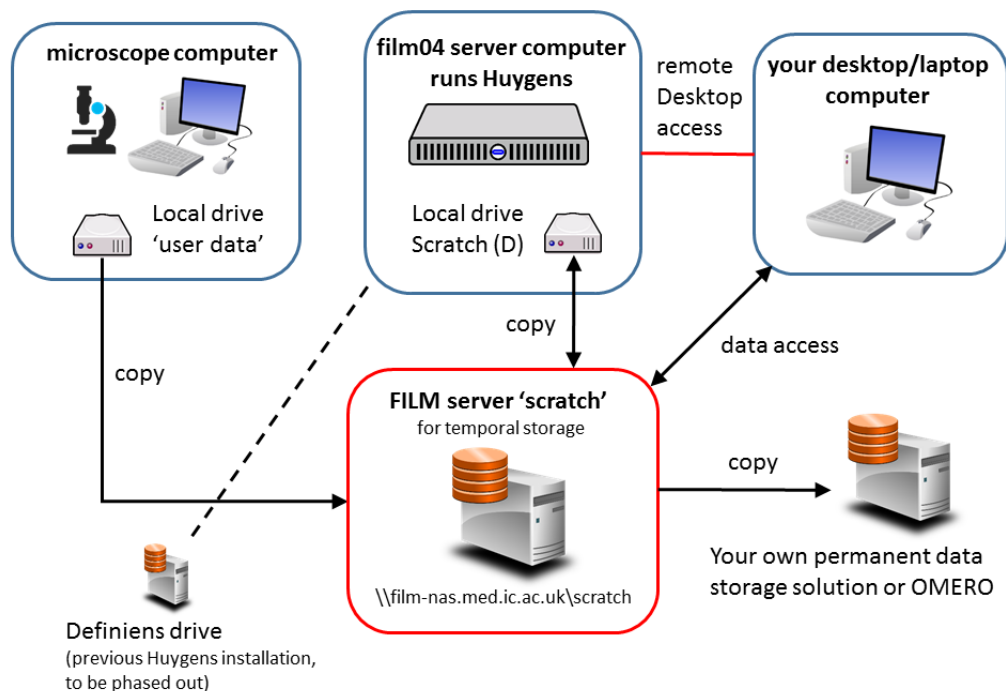 microscope computer
Local drive
‘user data’
film04 server computer
runs Huygens
Local drive
Scratch (D)
remote
Desktop
access
your desktop/laptop
computer
copy
copy
data access
FILM server ‘scratch’
for temporal storage
\\film-nas.med.ic.ac.uk\scratch
copy
Your own permanent data
storage solution or OMERO
Definiens drive
(previous Huygens installation,
to be phased out)